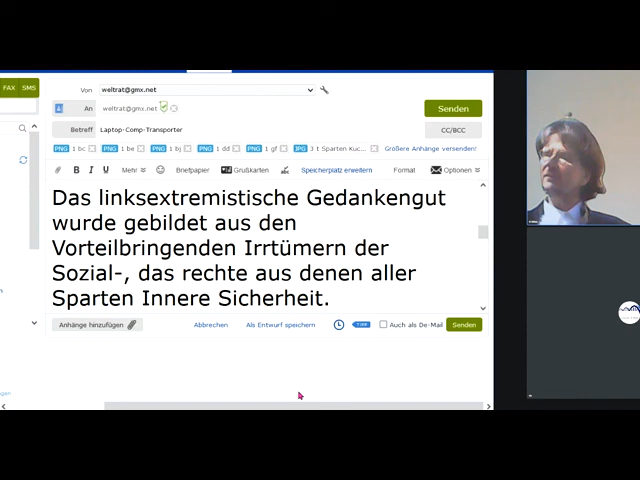 FAX SMS
Von weltrat@gmx.net
An weltrat@gmx.net
Senden
Betreff Laptop-Comp-Transporter
CC/BCC
PNG 1 bc PNG 1 be PNG 1 bj PNG 1 dd PNG 1 gf JPG 3 t Sparten Kuc... Größere Anhänge versenden!
B I U Mehr Briefpapier Grußkarten Speicherplatz erweitern Format Optionen
Das linksextremistische Gedankengut
wurde gebildet aus den
Vorteilbringenden Irrtümern der
Sozial-, das rechte aus denen aller
Sparten Innere Sicherheit.
Anhänge hinzufügen Abbrechen Als Entwurf speichern TIPP Auch als De-Mail Senden